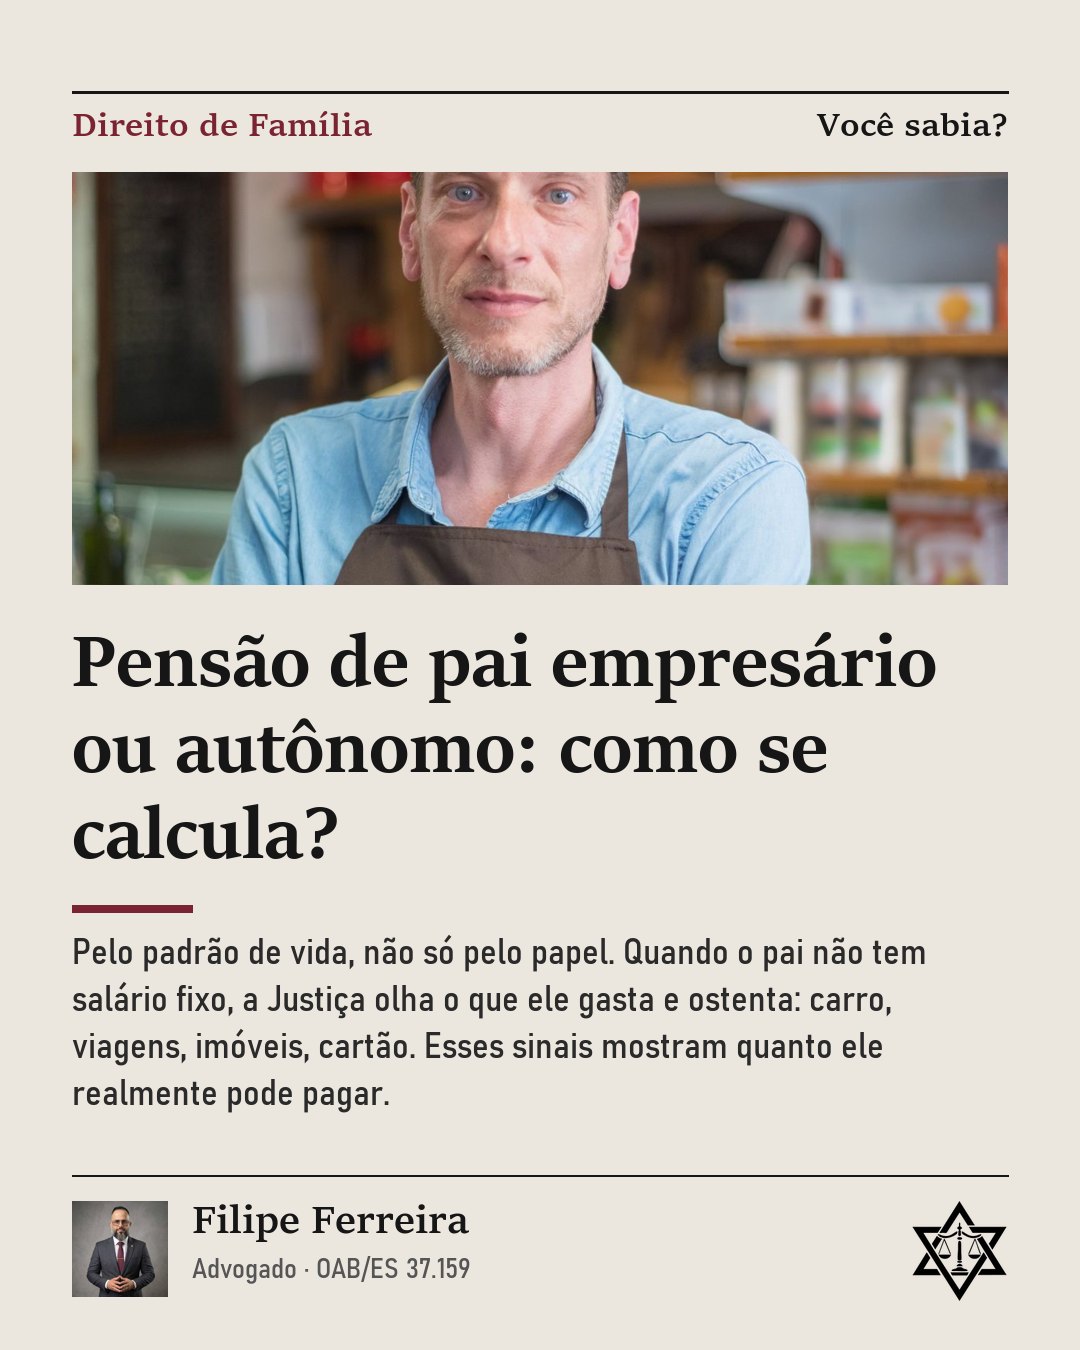 Direito de Família
Você sabia?
Pensão de pai empresário
ou autônomo: como se
calcula?
Pelo padrão de vida, não só pelo papel. Quando o pai não tem
salário fixo, a Justiça olha o que ele gasta e ostenta: carro,
viagens, imóveis, cartão. Esses sinais mostram quanto ele
realmente pode pagar.
Filipe Ferreira
Advogado · OAB/ES 37.159